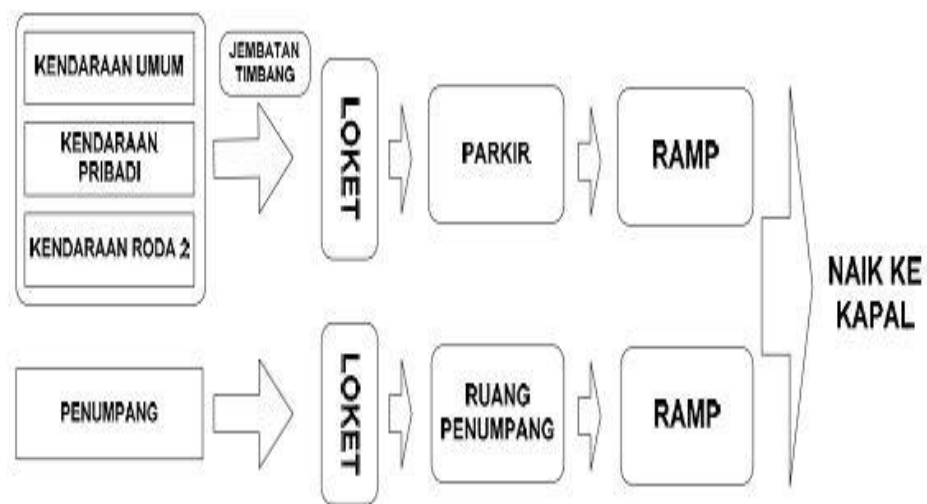 KENDARAAN UMUM
KENDARAAN
PRIBADI
KENDARAAN RODA 2
JEMBATAN
TIMBANG
LOKET
PARKIR
RAMP
PENUMPANG
LOKET
RUANG
PENUMPANG
RAMP
NAIK KE
KAPAL